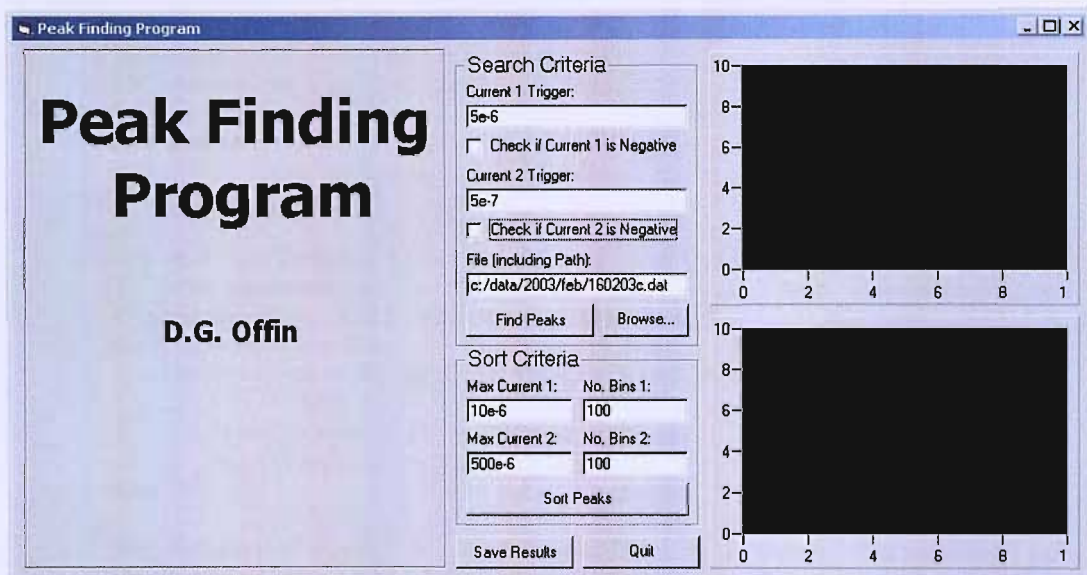 Peak Finding Program
Peak Finding
Program
D.G. Offin
Search Criteria
Current 1 Trigger:
5e-6
Check if Current 1 is Negative
Current 2 Trigger:
5e-7
Check if Current 2 is Negative
File (including Path):
c:/data/2003/feb/160203c.dat
Find Peaks Browse...
Sort Criteria
Max Current 1: No. Bins 1:
10e-6 100
Max Current 2: No. Bins 2:
500e-6 100
Sort Peaks
Save Results Quit
10
8
6
4
2
0
0 2 4 6 8 1
10
8
6
4
2
0
0 2 4 6 8 1